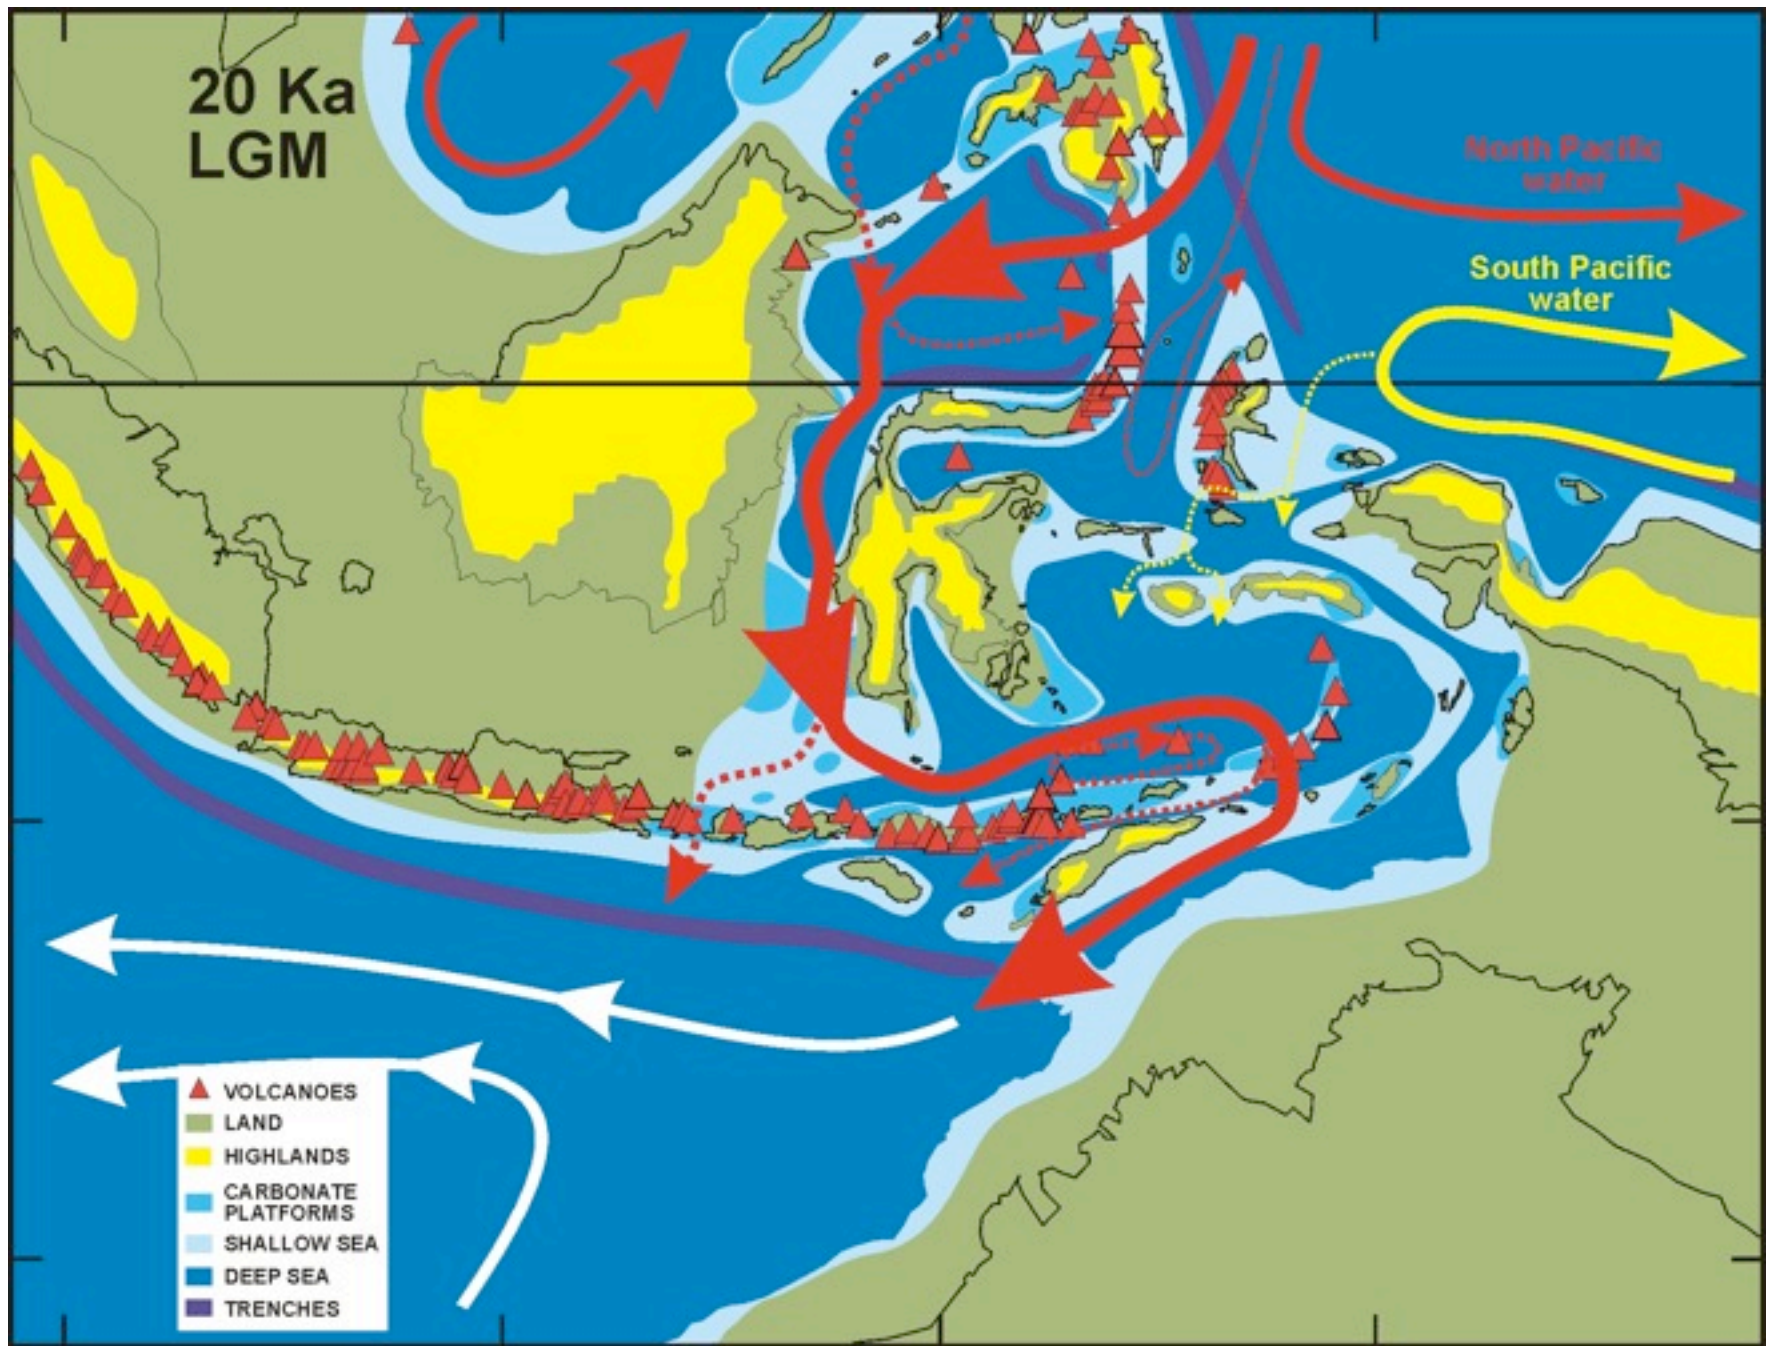 20 Ka
LGM
North Pacific
water
South Pacific
water
VOLCANOES
LAND
HIGHLANDS
CARBONATE
PLATFORMS
SHALLOW SEA
DEEP SEA
TRENCHES